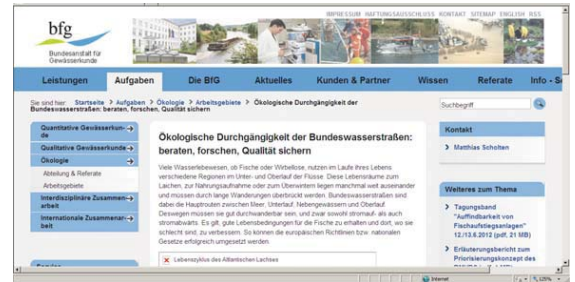 IMPRESSUM HAFTUNGSAUSSCHLUSS KONTAKT SITEMAP ENGLISH RSS
bfg
Bundesanstalt für
Gewässerkunde
Leistungen Aufgaben Die BfG Aktuelles Kunden & Partner Wissen Referate Info - S
Sie sind hier: Startseite > Aufgaben > Ökologie > Arbeitsgebiete > Ökologische Durchgängigkeit der
Bundeswasserstraßen: beraten, forschen, Qualität sichern
Suchbegriff
Quantitative Gewässerkun-
de
Qualitative Gewässerkunde
Ökologie
Abteilung & Referate
Arbeitsgebiete
Interdisziplinäre Zusammen-
arbeit
Internationale Zusammenar-
beit
Service
Ökologische Durchgängigkeit der Bundeswasserstraßen:
beraten, forschen, Qualität sichern
Viele Wasserlebewesen, ob Fische oder Wirbellose, nutzen im Laufe ihres Lebens
verschiedene Regionen im Unter- und Oberlauf der Flüsse. Diese Lebensräume zum
Laichen, zur Nahrungsaufnahme oder zum Überwintern liegen manchmal weit auseinander
und müssen durch lange Wanderungen überbrückt werden. Bundeswasserstraßen sind
dabei die Hauptrouten zwischen Meer, Unterlauf, Nebengewässern und Oberlauf.
Deswegen müssen sie gut durchwanderbar sein, und zwar sowohl stromauf- als auch
stromabwärts. Es gilt, gute Lebensbedingungen für die Fische zu erhalten und dort, wo sie
schlecht sind, zu verbessern. So können die europäischen Richtlinien bzw. nationalen
Gesetze erfolgreich umgesetzt werden.
Lebenszyklus des Atlantischen Lachses
Kontakt
Matthias Scholten
Weiteres zum Thema
Tagungsband
"Auffindbarkeit von
Fischaufstiegsanlagen"
12./13.6.2012 (pdf, 21 MB)
Erläuterungsbericht zum
Priorisierungskonzept des
Internet 125%